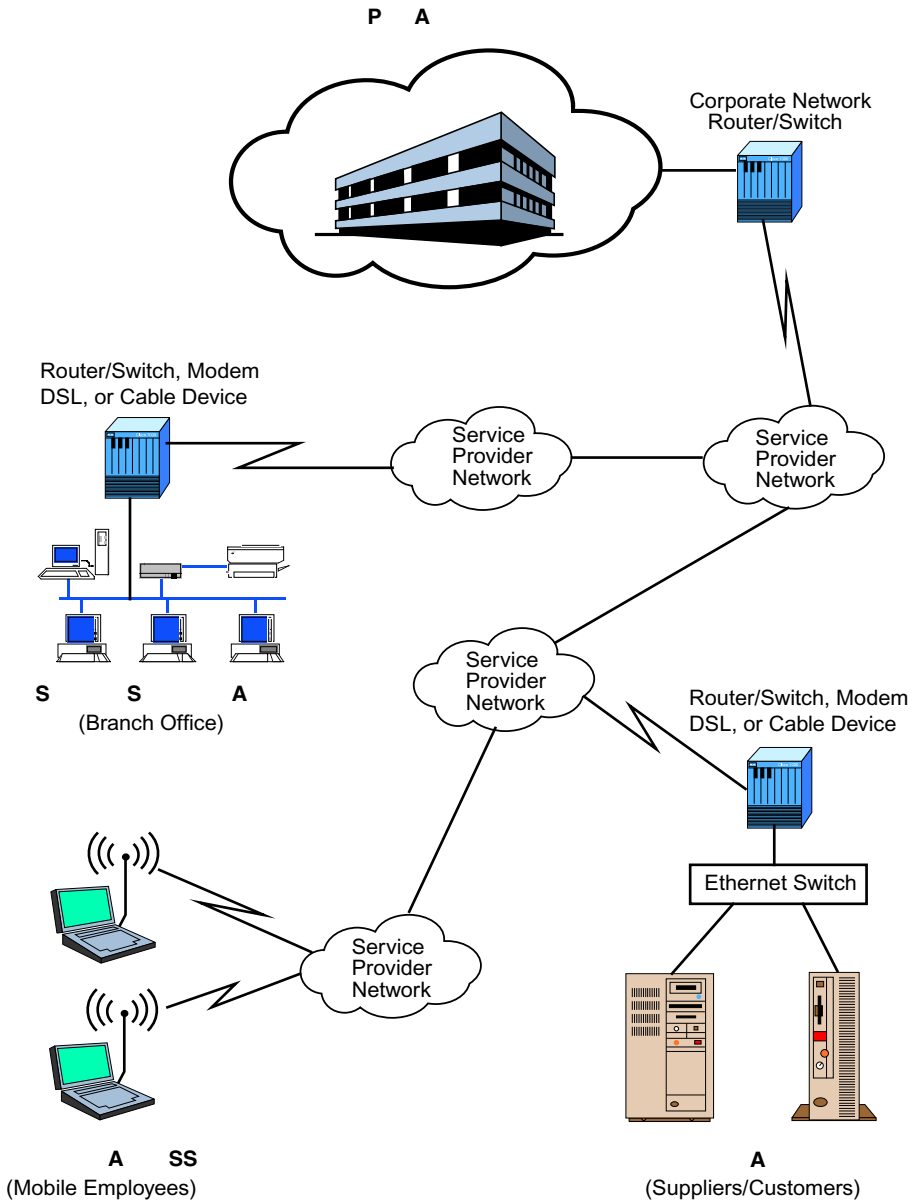 P A
Corporate Network
Router/Switch
Router/Switch, Modem
DSL, or Cable Device
Service
Provider
Network
Service
Provider
Network
S S A
(Branch Office)
Service
Provider
Network
Router/Switch, Modem
DSL, or Cable Device
Ethernet Switch
Service
Provider
Network
A SS
(Mobile Employees)
A
(Suppliers/Customers)